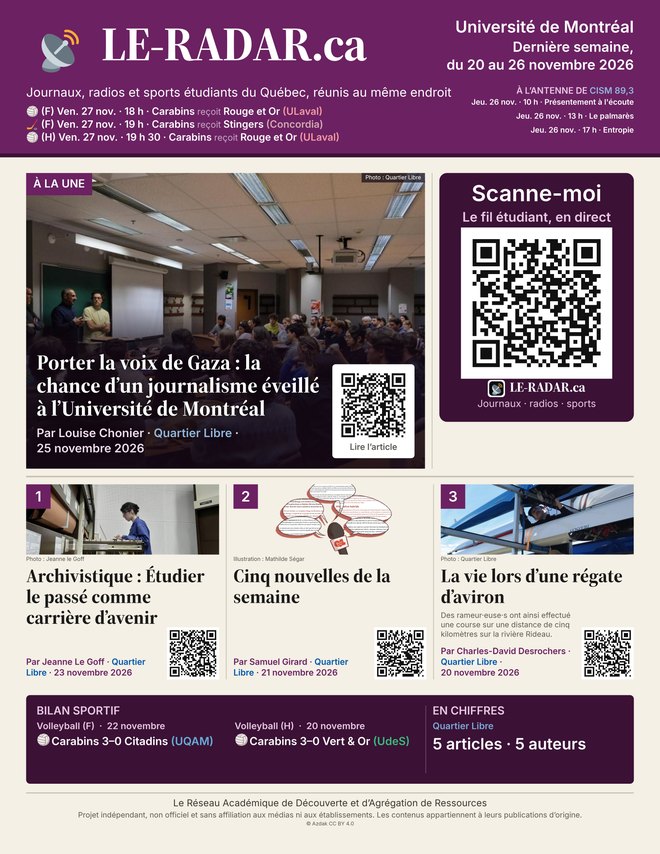 LE-RADAR.ca
Journaux, radios et sports étudiants du Québec, réunis au même endroit
(F) Ven. 27 nov. · 18 h · Carabins reçoit Rouge et Or (ULaval)
(F) Ven. 27 nov. · 19 h · Carabins reçoit Stingers (Concordia)
(H) Ven. 27 nov. · 19 h 30 · Carabins reçoit Rouge et Or (ULaval)
Université de Montréal
Dernière semaine,
du 20 au 26 novembre 2026
À L'ANTENNE DE CISM 89,3
Jeu. 26 nov. · 10 h · Présentement à l'écoute
Jeu. 26 nov. · 13 h · Le palmarès
Jeu. 26 nov. · 17 h · Entropie
À LA UNE
Photo : Quartier Libre
Porter la voix de Gaza : la
chance d'un journalisme éveillé
à l'Université de Montréal
Par Louise Chonier · Quartier Libre ·
25 novembre 2026
Lire l'article
Scanne-moi
Le fil étudiant, en direct
LE-RADAR.ca
Journaux · radios · sports
1
Photo : Jeanne le Goff
Archivistique : Étudier
le passé comme
carrière d'avenir
Par Jeanne Le Goff · Quartier
Libre · 23 novembre 2026
2
Illustration : Mathilde Ségar
Cinq nouvelles de la
semaine
Par Samuel Girard · Quartier
Libre · 21 novembre 2026
3
Photo : Quartier Libre
La vie lors d'une régate
d'aviron
Des rameur·euse·s ont ainsi effectué
une course sur une distance de cinq
kilomètres sur la rivière Rideau.
Par Charles-David Desrochers ·
Quartier Libre ·
20 novembre 2026
BILAN SPORTIF
Volleyball (F) · 22 novembre
Carabins 3–0 Citadins (UQAM)
Volleyball (H) · 20 novembre
Carabins 3–0 Vert & Or (UdeS)
EN CHIFFRES
Quartier Libre
5 articles · 5 auteurs
Le Réseau Académique de Découverte et d'Agrégation de Ressources
Projet indépendant, non officiel et sans affiliation aux médias ni aux établissements. Les contenus appartiennent à leurs publications d'origine.
© Azdak CC BY 4.0